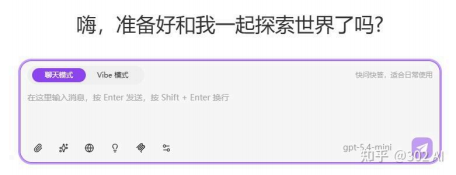 嗨，准备好和我一起探索世界了吗?
聊天模式 Vibe 模式 快问快答，适合日常使用
在这里输入消息，按 Enter 发送，按 Shift + Enter 换行
gpt-5.4-mini
知乎 @302.AI